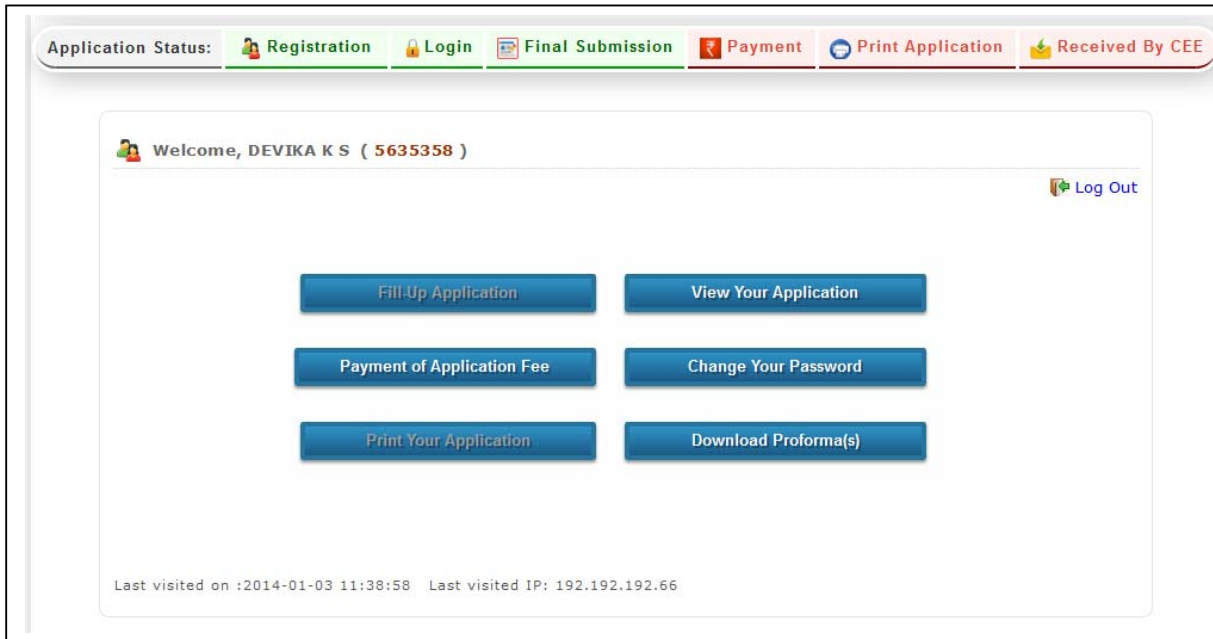 Application Status: Registration Login Final Submission Payment Print Application Received By CEE
Welcome, DEVIKA K S ( 5635358 )
Log Out
Fill-Up Application View Your Application
Payment of Application Fee Change Your Password
Print Your Application Download Proforma(s)
Last visited on :2014-01-03 11:38:58 Last visited IP: 192.192.192.66